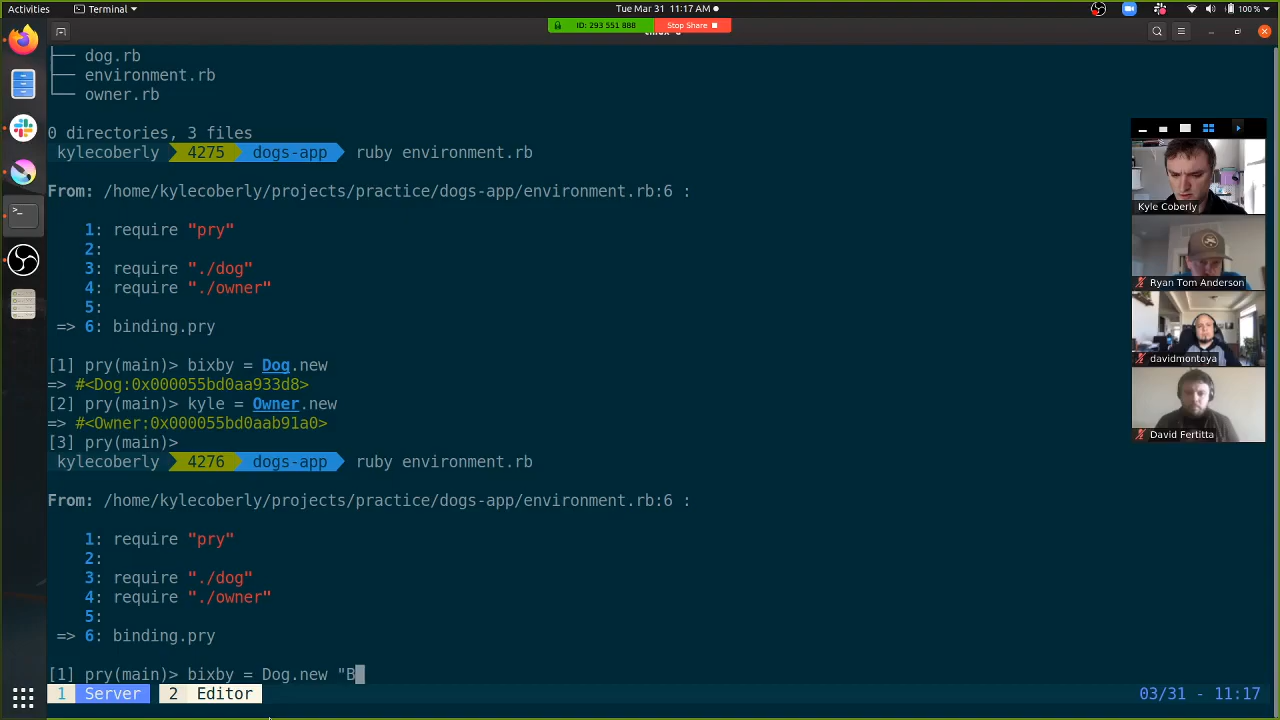 Activities
Terminal
Tue Mar 31 11:17 AM
100 %
ID: 293 551 888
Stop Share
├── dog.rb
├── environment.rb
└── owner.rb
0 directories, 3 files
kylecoberly 4275 dogs-app ruby environment.rb
From: /home/kylecoberly/projects/practice/dogs-app/environment.rb:6 :
1: require "pry"
2:
3: require "./dog"
4: require "./owner"
5:
=> 6: binding.pry
[1] pry(main)> bixby = Dog.new
=> #<Dog:0x000055bd0aa933d8>
[2] pry(main)> kyle = Owner.new
=> #<Owner:0x000055bd0aab91a0>
[3] pry(main)>
kylecoberly 4276 dogs-app ruby environment.rb
From: /home/kylecoberly/projects/practice/dogs-app/environment.rb:6 :
1: require "pry"
2:
3: require "./dog"
4: require "./owner"
5:
=> 6: binding.pry
[1] pry(main)> bixby = Dog.new "B
1 Server 2 Editor
03/31 - 11:17
Kyle Coberly
Ryan Tom Anderson
davidmontoya
David Fertitta